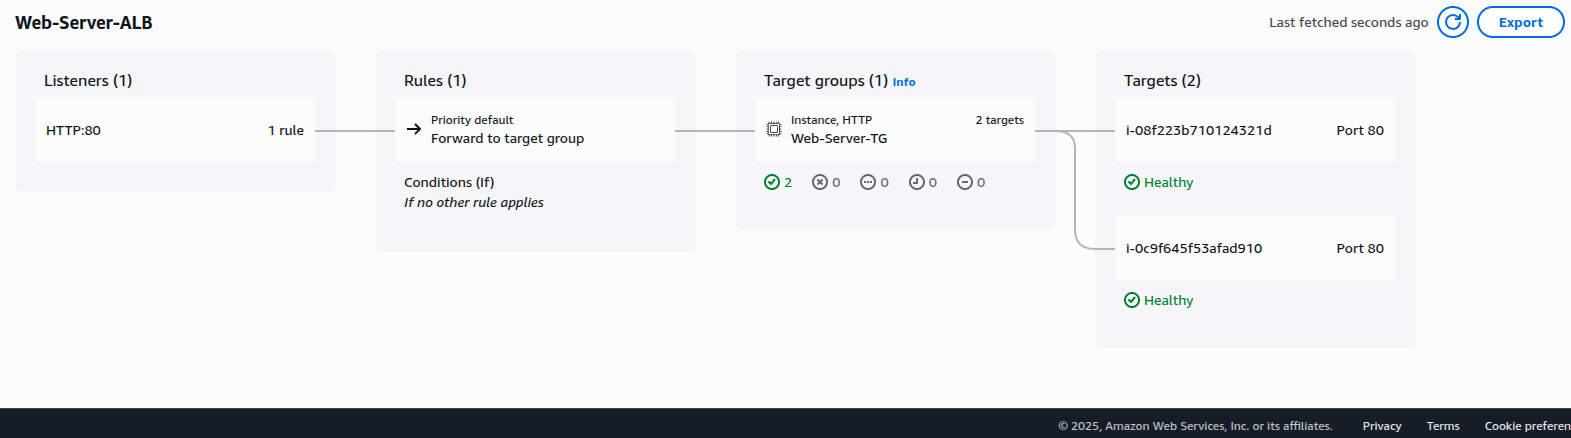 Web-Server-ALB
Last fetched seconds ago
Export
Listeners (1)
HTTP:80
1 rule
Rules (1)
Priority default
Forward to target group
Conditions (If)
If no other rule applies
Target groups (1) Info
Instance, HTTP
2 targets
Web-Server-TG
2 0 0 0 0
Targets (2)
i-08f223b710124321d
Port 80
Healthy
i-0c9f645f53afad910
Port 80
Healthy
© 2025, Amazon Web Services, Inc. or its affiliates. Privacy Terms Cookie preferen